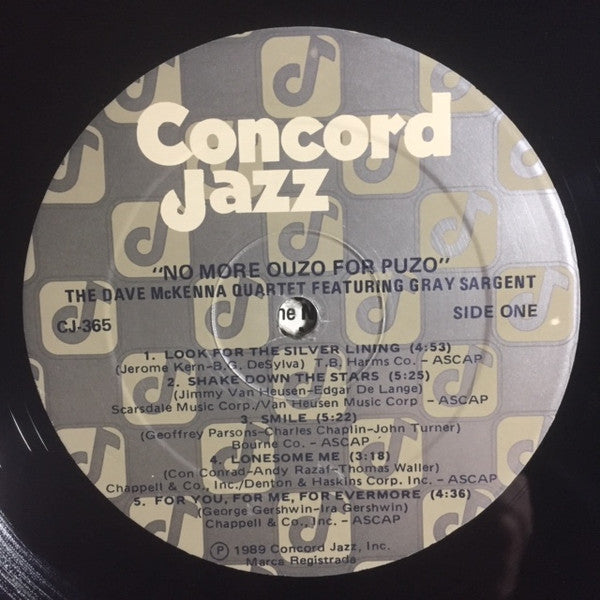 Concord
Jazz
"NO MORE OUZO FOR PUZO"
THE DAVE McKENNA QUARTET FEATURING GRAY SARGENT
CJ-365
SIDE ONE
1. LOOK FOR THE SILVER LINING (4:53)
(Jerome Kern-B.G. DeSylva) T.B. Harms Co. - ASCAP
2. SHAKE DOWN THE STARS (5:25)
(Jimmy Van Heusen-Edgar De Lange)
Scarsdale Music Corp./Van Heusen Music Corp. - ASCAP
3. SMILE (5:22)
(Geoffrey Parsons-Charles Chaplin-John Turner)
Bourne Co. - ASCAP
4. LONESOME ME (3:18)
(Con Conrad-Andy Razaf-Thomas Waller)
Chappell & Co., Inc./Denton & Haskins Corp. Inc. - ASCAP
5. FOR YOU, FOR ME, FOR EVERMORE (4:36)
(George Gershwin-Ira Gershwin)
Chappell & Co., Inc. - ASCAP
Ⓟ 1989 Concord Jazz, Inc.
Marca Registrada